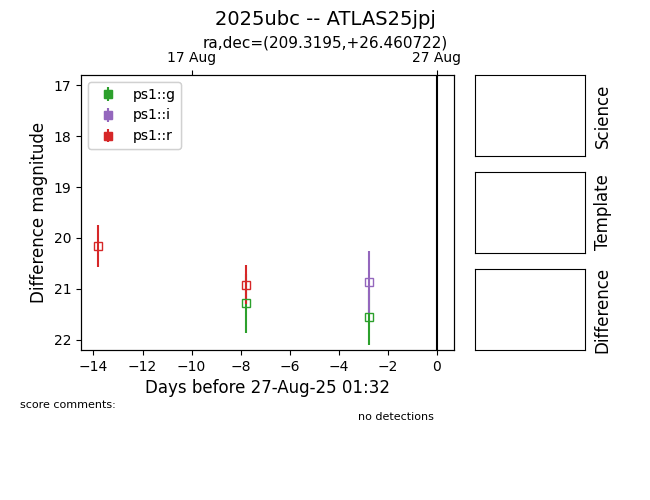 2025ubc -- ATLAS25jpj
ra,dec=(209.3195,+26.460722)
17 Aug
27 Aug
ps1::g
ps1::i
ps1::r
17
18
19
20
21
22
Difference magnitude
−14
−12
−10
−8
−6
−4
−2
0
Days before 27-Aug-25 01:32
Science
Template
Difference
score comments:
no detections